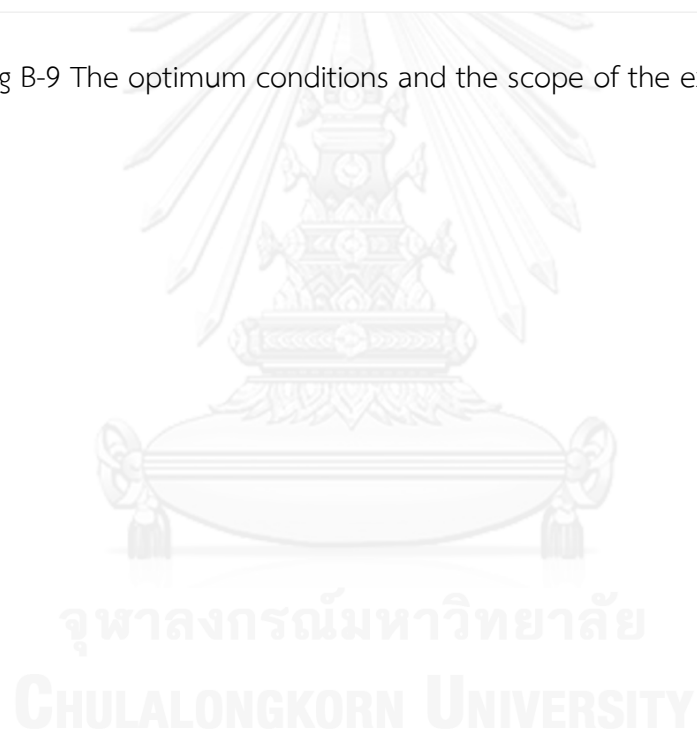 g B-9 The optimum conditions and the scope of the e
จุฬาลงกรณ์มหาวิทยาลัย
CHULALONGKORN UNIVERSITY